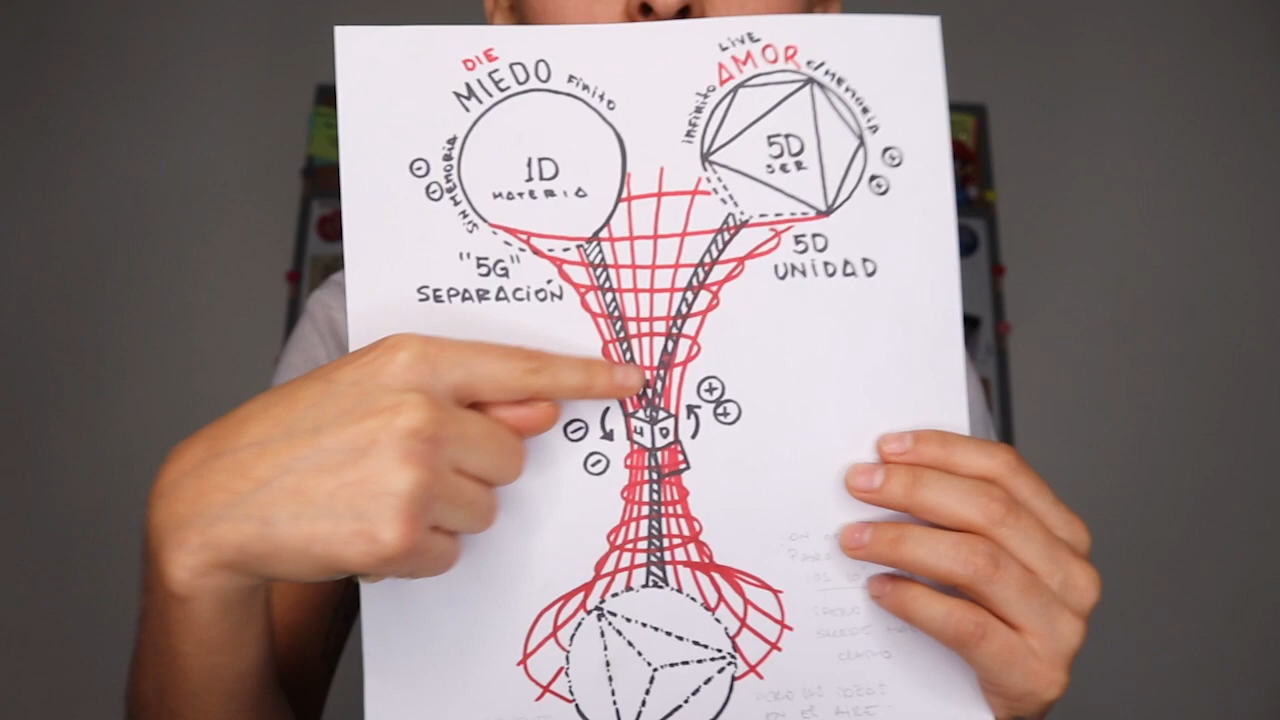 DIE
MIEDO
FINITO
SIN MEMORIA
1D
MATERIA
"5G"
SEPARACIÓN
LIVE
AMOR
INFINITO
C/MEMORIA
5D
SER
5D
UNIDAD
4D